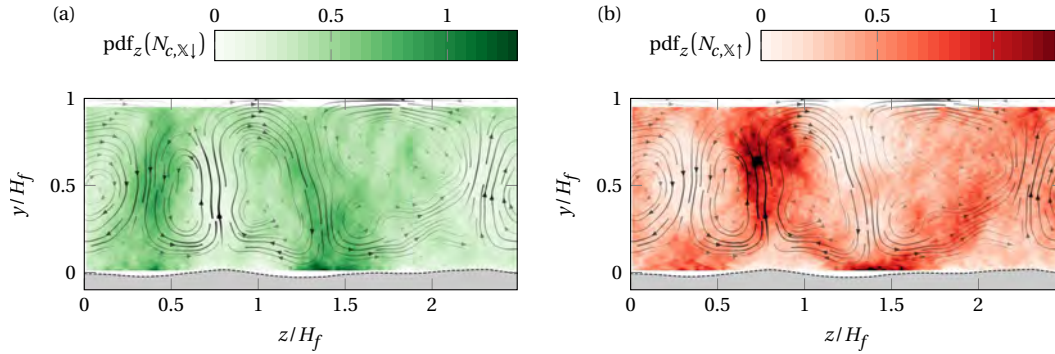 (a)
0 0.5 1
pdf_z(N_{c,𝕏↓})
1
0.5
0
y/H_f
0 0.5 1 1.5 2
z/H_f
(b)
0 0.5 1
pdf_z(N_{c,𝕏↑})
1
0.5
0
y/H_f
0 0.5 1 1.5 2
z/H_f